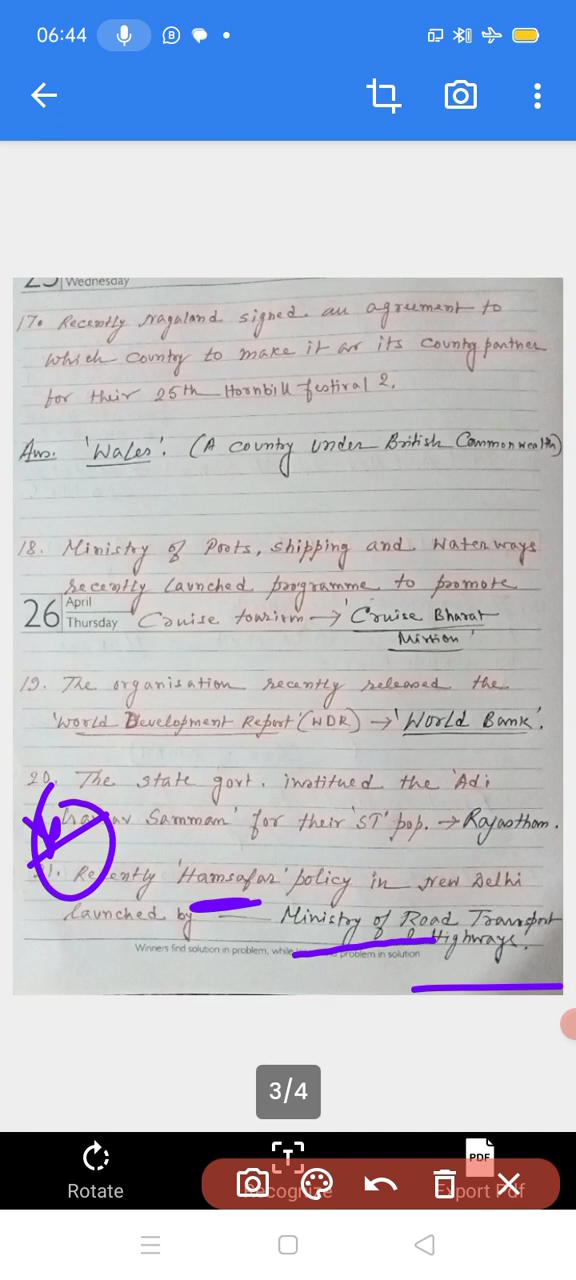 06:44
Wednesday
17. Recently Nagaland signed an agreement to
which country to make it as its country partner
for their 25th Hornbill festival ?.
Ans. 'Wales'. (A country under British Commonwealth)
18. Ministry of Ports, shipping and Waterways
recently launched programme to promote
26 April Thursday Cruise tourism → 'Cruise Bharat
Mission'
19. The organisation recently released the
'World Development Report' (WDR) → 'World Bank'.
20. The state govt. institued the 'Adi
Samman' for their 'ST' pop. → Rajasthan.
21. Recently 'Hamsafar' policy in New Delhi
launched by — Ministry of Road Transport
Highways.
Winners find solution in problem, while problem in solution
3/4
Rotate
Recognize
PDF
Export Pdf